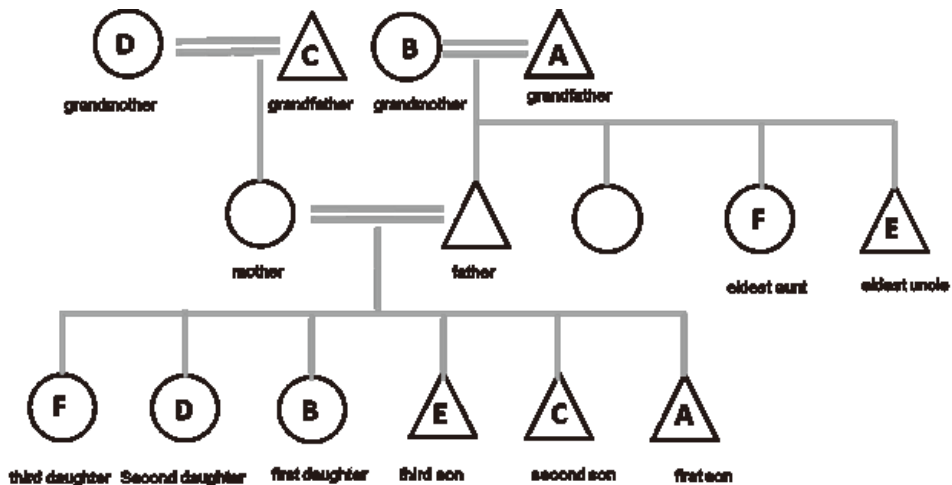 D C B A
grandmother grandfather grandmother grandfather
F E
mother father eldest aunt eldest uncle
F D B E C A
third daughter Second daughter first daughter third son second son first son